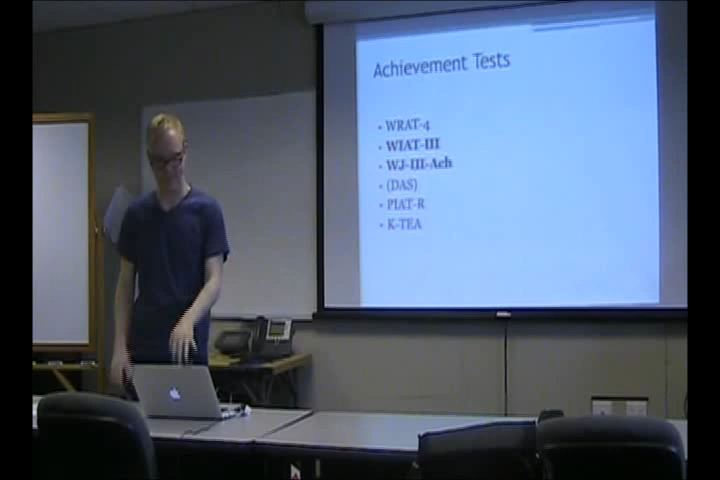 Achievement Tests
• WRAT-4
• WIAT-III
• WJ-III-Ach
• (DAS)
• PIAT-R
• K-TEA